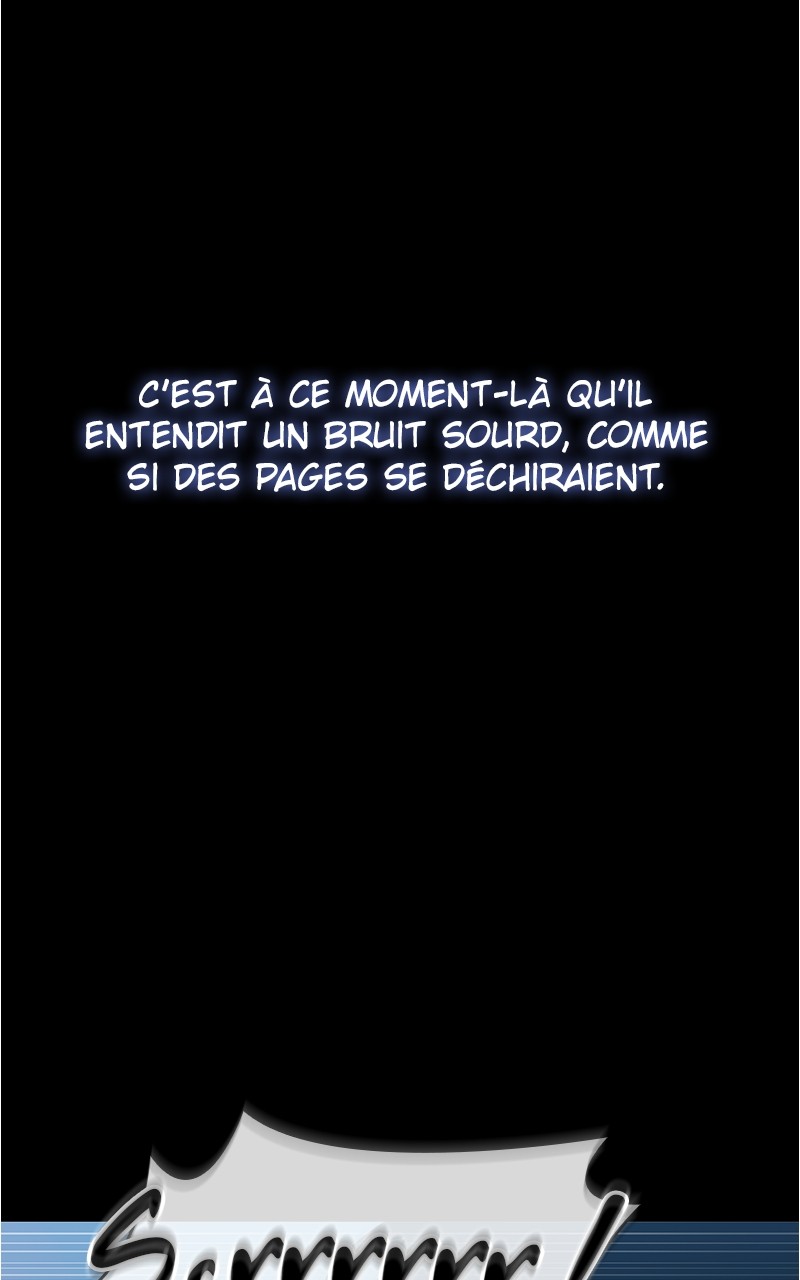 C'EST À CE MOMENT-LÀ QU'IL
ENTENDIT UN BRUIT SOURD, COMME
SI DES PAGES SE DÉCHIRAIENT.